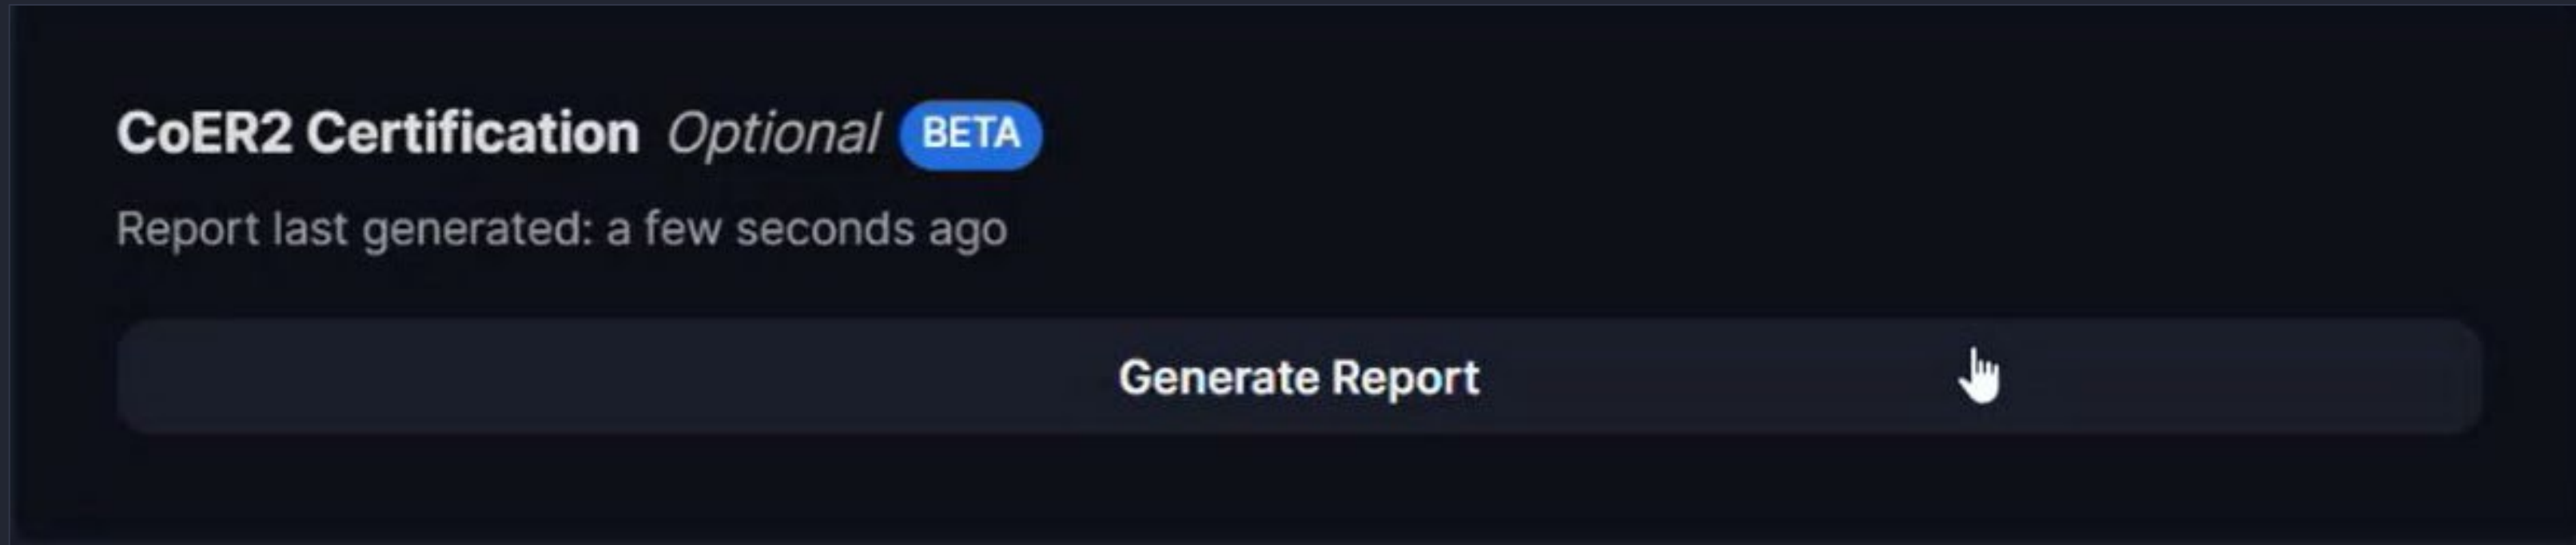 CoER2 Certification Optional BETA
Report last generated: a few seconds ago
Generate Report